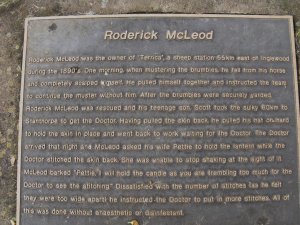 Roderick McLeod
Roderick McLeod was the owner of "Terrica", a sheep station 55km east of Inglewood
during the 1890's. One morning, when mustering the brumbies, he fell from his horse
and completely scalped himself. He pulled himself together and instructed the team
to continue the muster without him. After the brumbies were securely yarded,
Roderick McLeod was rescued and his teenage son, Scott took the sulky 60km to
Stanthorpe to get the Doctor. Having pulled the skin back, he pulled his hat on hard
to hold the skin in place and went back to work waiting for the Doctor. The Doctor
arrived that night and McLeod asked his wife Pettie to hold the lantern while the
Doctor stitched the skin back. She was unable to stop shaking at the sight of it.
McLeod barked "Pettie, I will hold the candle as you are trembling too much for the
Doctor to see the stitching" Dissatisfied with the number of stitches (as he felt
they were too wide apart) he instructed the Doctor to put in more stitches. All of
this was done without anaesthetic or disinfectant.